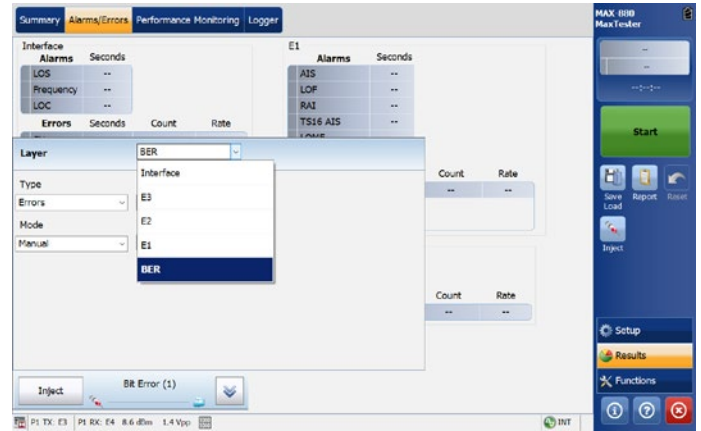 Summary Alarms/Errors Performance Monitoring Logger
MAX-880
MaxTester
Interface
Alarms Seconds
LOS --
Frequency --
LOC --
Errors Seconds Count Rate
E1
Alarms Seconds
AIS --
LOF --
RAI --
TS16 AIS --
Layer BER
Interface
E3
E2
E1
BER
Type
Errors
Mode
Manual
Count Rate
-- --
Count Rate
-- --
Inject Bit Error (1)
--
--
--:--:--
Start
Save
Load
Report Reset
Inject
Setup
Results
Functions
P1 TX: E3 P1 RX: E4 8.6 dBm 1.4 Vpp INT